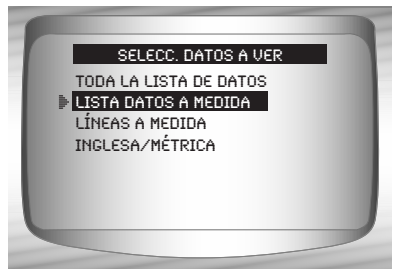 SELECC. DATOS A VER
TODA LA LISTA DE DATOS
LISTA DATOS A MEDIDA
LÍNEAS A MEDIDA
INGLESA/MÉTRICA